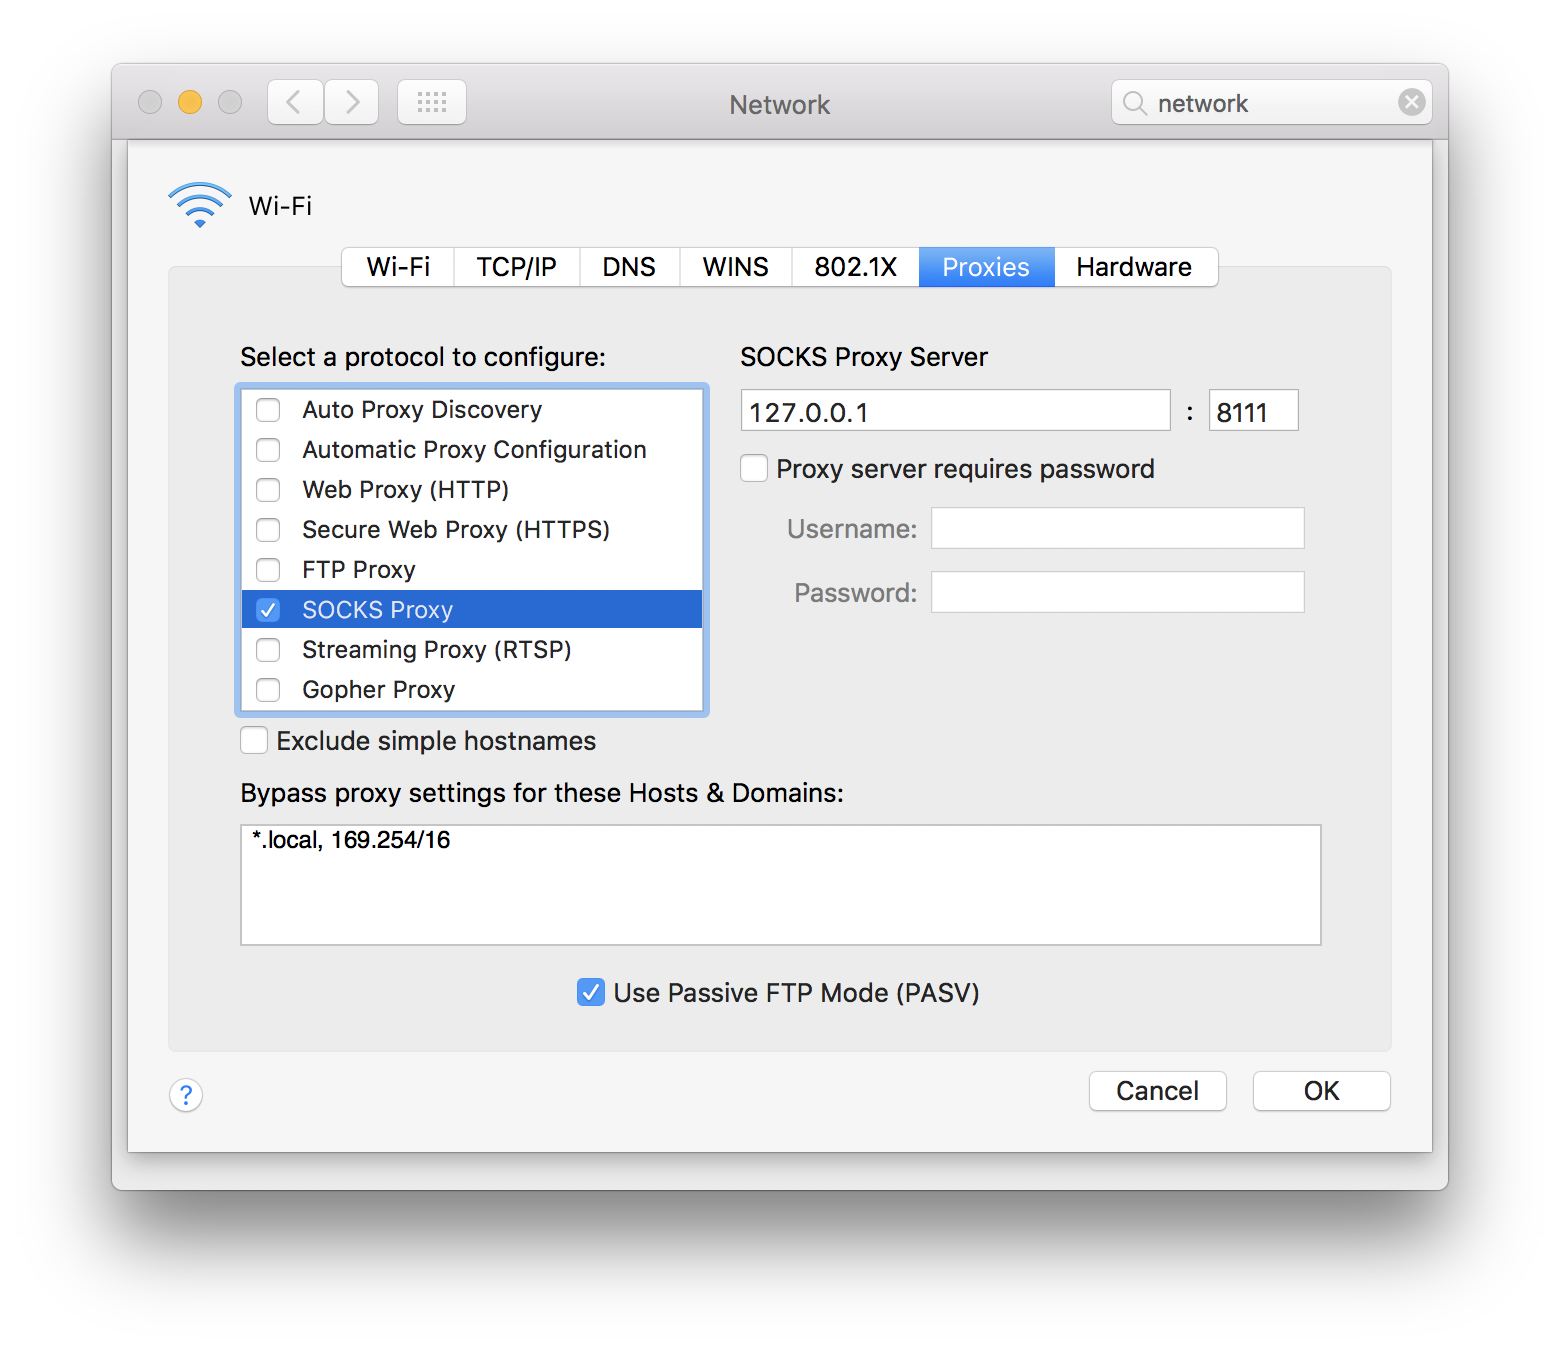 Network
network
Wi-Fi
Wi-Fi TCP/IP DNS WINS 802.1X Proxies Hardware
Select a protocol to configure:
Auto Proxy Discovery
Automatic Proxy Configuration
Web Proxy (HTTP)
Secure Web Proxy (HTTPS)
FTP Proxy
SOCKS Proxy
Streaming Proxy (RTSP)
Gopher Proxy
SOCKS Proxy Server
127.0.0.1 : 8111
Proxy server requires password
Username:
Password:
Exclude simple hostnames
Bypass proxy settings for these Hosts & Domains:
*.local, 169.254/16
Use Passive FTP Mode (PASV)
?
Cancel
OK